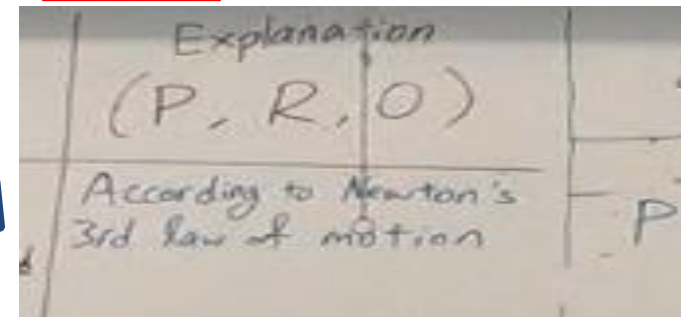 Explanation
(P, R, O)
According to Newton's
3rd law of motion
P